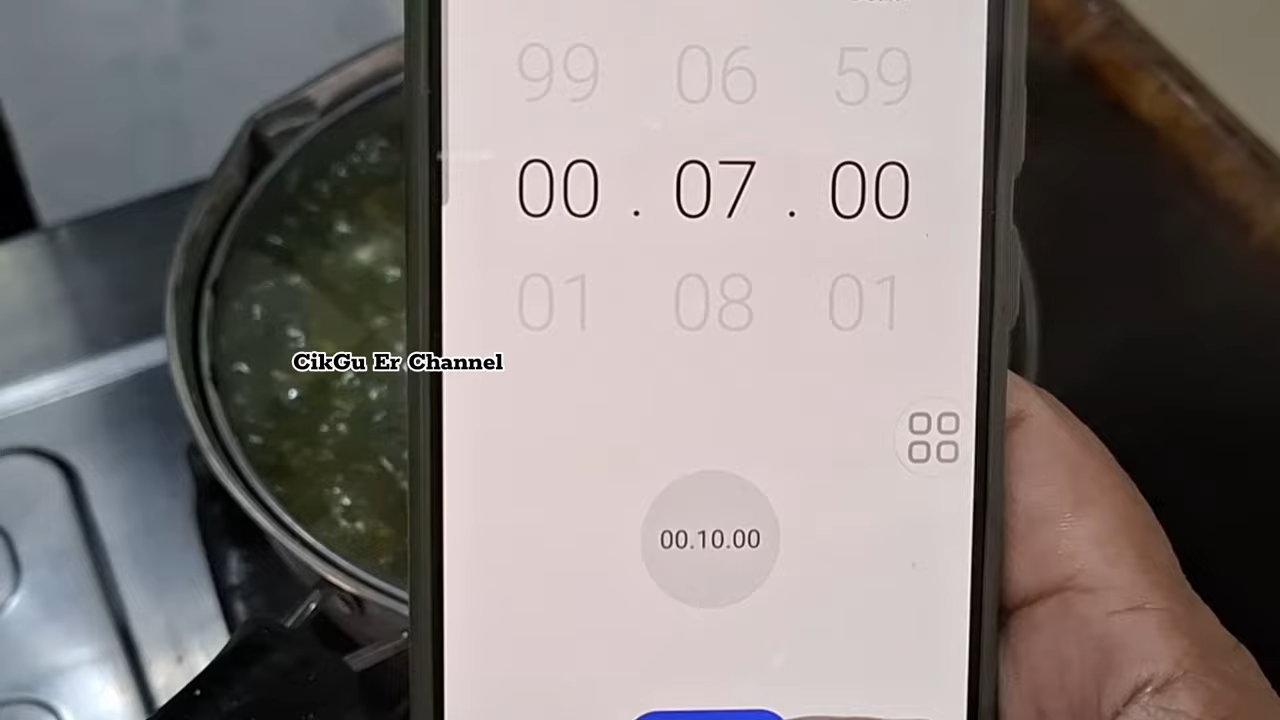 99 06 59
00 . 07 . 00
01 08 01
CikGu Er Channel
00.10.00